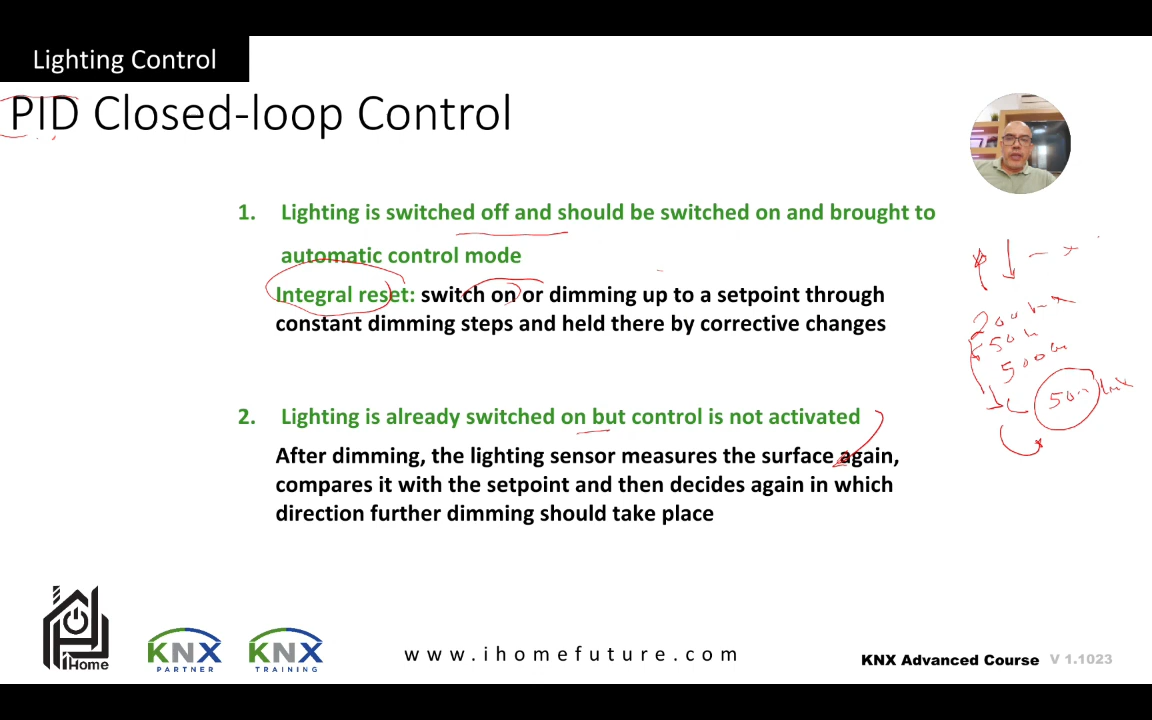 Lighting Control
PID Closed-loop Control
1. Lighting is switched off and should be switched on and brought to
automatic control mode
Integral reset: switch on or dimming up to a setpoint through
constant dimming steps and held there by corrective changes
2. Lighting is already switched on but control is not activated
After dimming, the lighting sensor measures the surface again,
compares it with the setpoint and then decides again in which
direction further dimming should take place
200 lux
500
iHome
KNX
PARTNER
KNX
TRAINING
www.ihomefuture.com
KNX Advanced Course V 1.1023